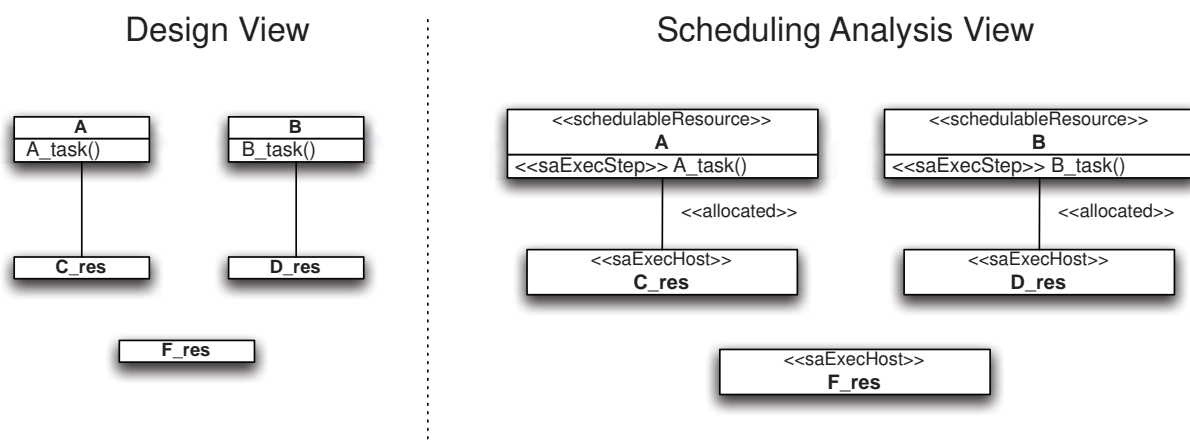 Design View
A
A_task()
B
B_task()
C_res
D_res
F_res
Scheduling Analysis View
<<schedulableResource>>
A
<<saExecStep>> A_task()
<<schedulableResource>>
B
<<saExecStep>> B_task()
<<allocated>>
<<allocated>>
<<saExecHost>>
C_res
<<saExecHost>>
D_res
<<saExecHost>>
F_res